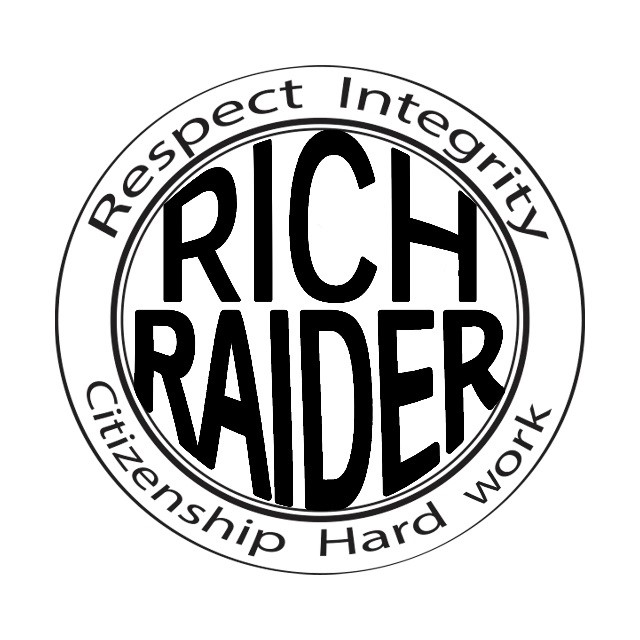 Respect Integrity
RICH
RAIDER
Citizenship Hard work